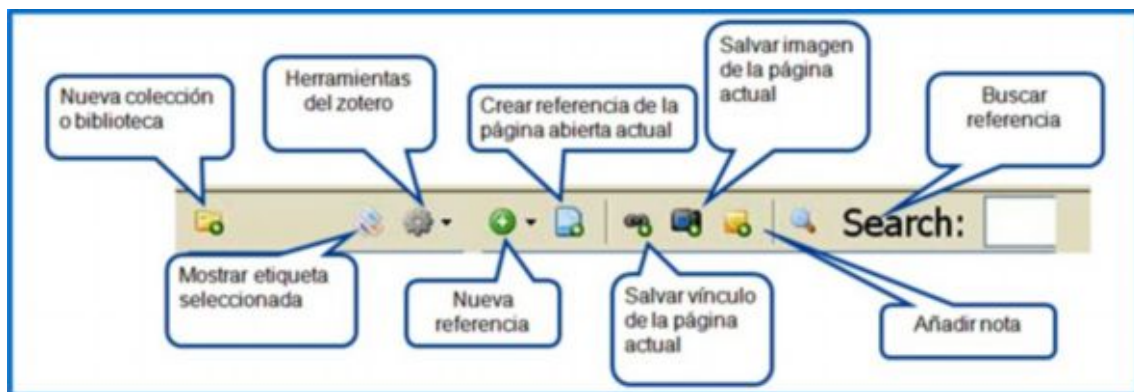 Nueva colección
o biblioteca
Herramientas
del zotero
Crear referencia de la
página abierta actual
Salvar imagen
de la página
actual
Buscar
referencia
Search:
Mostrar etiqueta
seleccionada
Nueva
referencia
Salvar vínculo
de la página
actual
Añadir nota